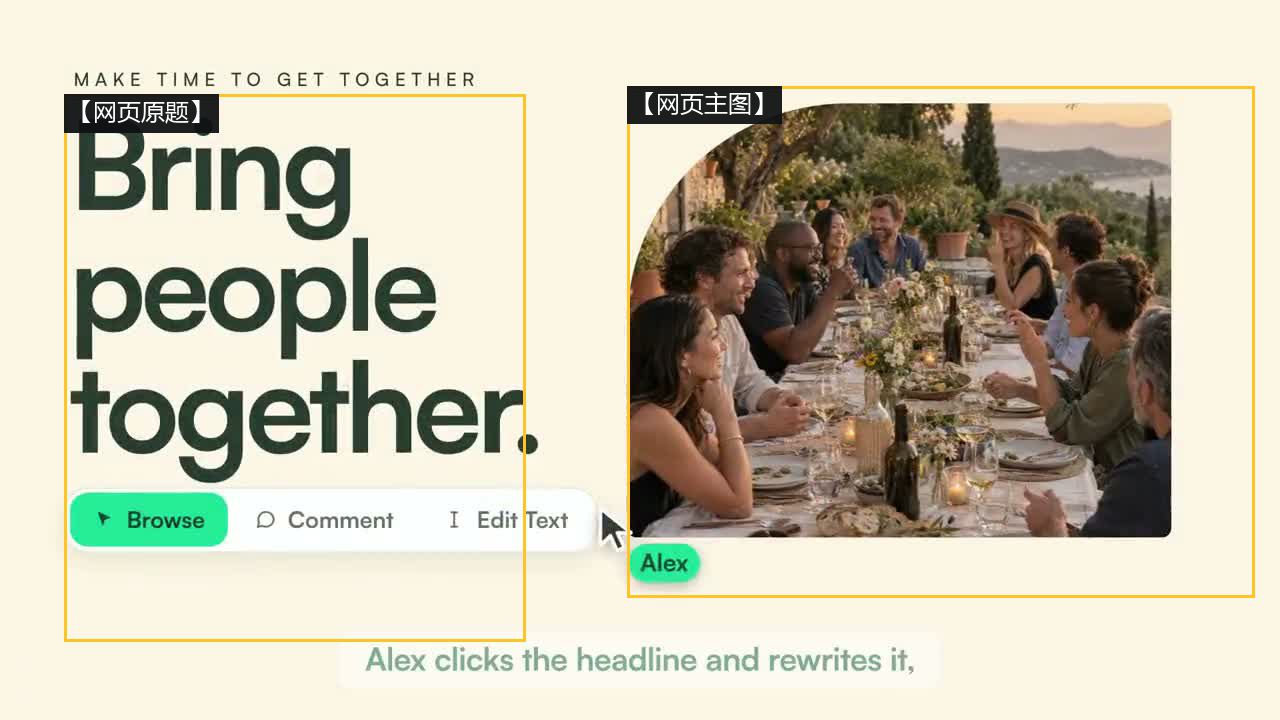 MAKE TIME TO GET TOGETHER
【网页原题】
【网页主图】
Bring
people
together.
Browse
Comment
Edit Text
Alex
Alex clicks the headline and rewrites it,